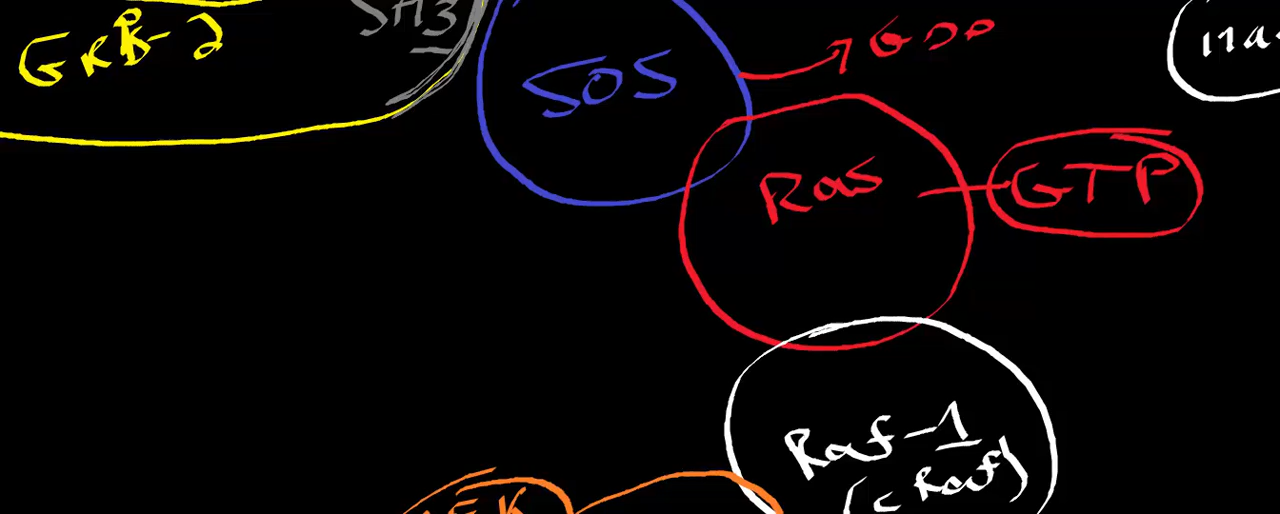 GRB-2
SH3
SOS
GDP
Ras
GTP
Raf-1
(c Raf)